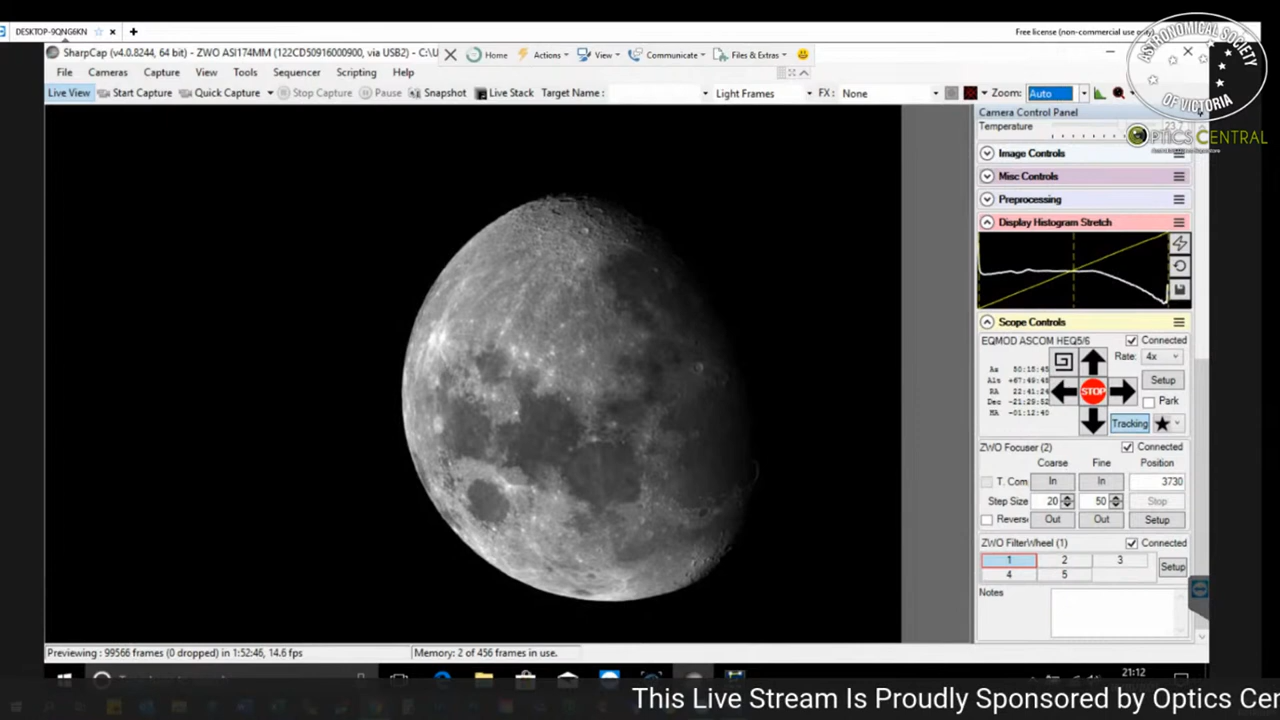 DESKTOP-9QNG6KN
Free license (non-commercial use only)
SharpCap (v4.0.8244, 64 bit) - ZWO ASI174MM (122CD50916000900, via USB2) - C:\U
Home Actions View Communicate Files & Extras
File Cameras Capture View Tools Sequencer Scripting Help
Live View Start Capture Quick Capture Stop Capture Pause Snapshot Live Stack Target Name: Light Frames FX: None Zoom: Auto
ASTRONOMICAL SOCIETY
OF VICTORIA
OPTICS CENTRAL
Camera Control Panel
Temperature
Image Controls
Misc Controls
Preprocessing
Display Histogram Stretch
Scope Controls
EQMOD ASCOM HEQ5/6 Connected
Rate: 4x
Setup
Park
STOP
Tracking
ZWO Focuser (2) Connected
Coarse Fine Position
T. Com In In 3730
Step Size 20 50 Stop
Reverse Out Out Setup
ZWO FilterWheel (1) Connected
1 2 3
4 5 Setup
Notes
Previewing : 99566 frames (0 dropped) in 1:52:46, 14.6 fps
Memory: 2 of 456 frames in use.
21:12
This Live Stream Is Proudly Sponsored by Optics Cen